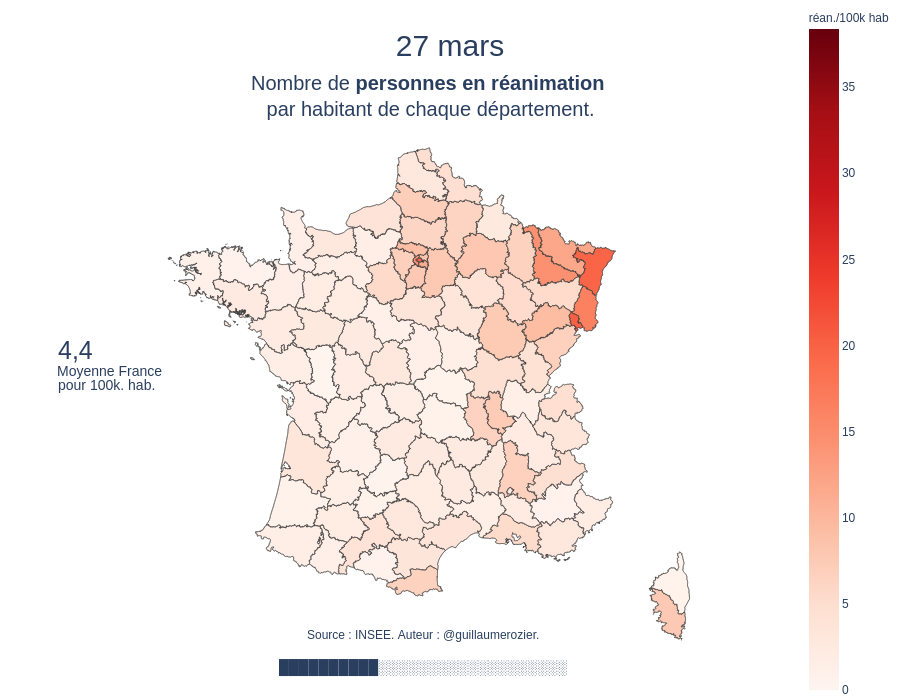 réan./100k hab
27 mars
Nombre de personnes en réanimation
par habitant de chaque département.
35
30
25
20
15
10
5
0
4,4
Moyenne France
pour 100k. hab.
Source : INSEE. Auteur : @guillaumerozier.